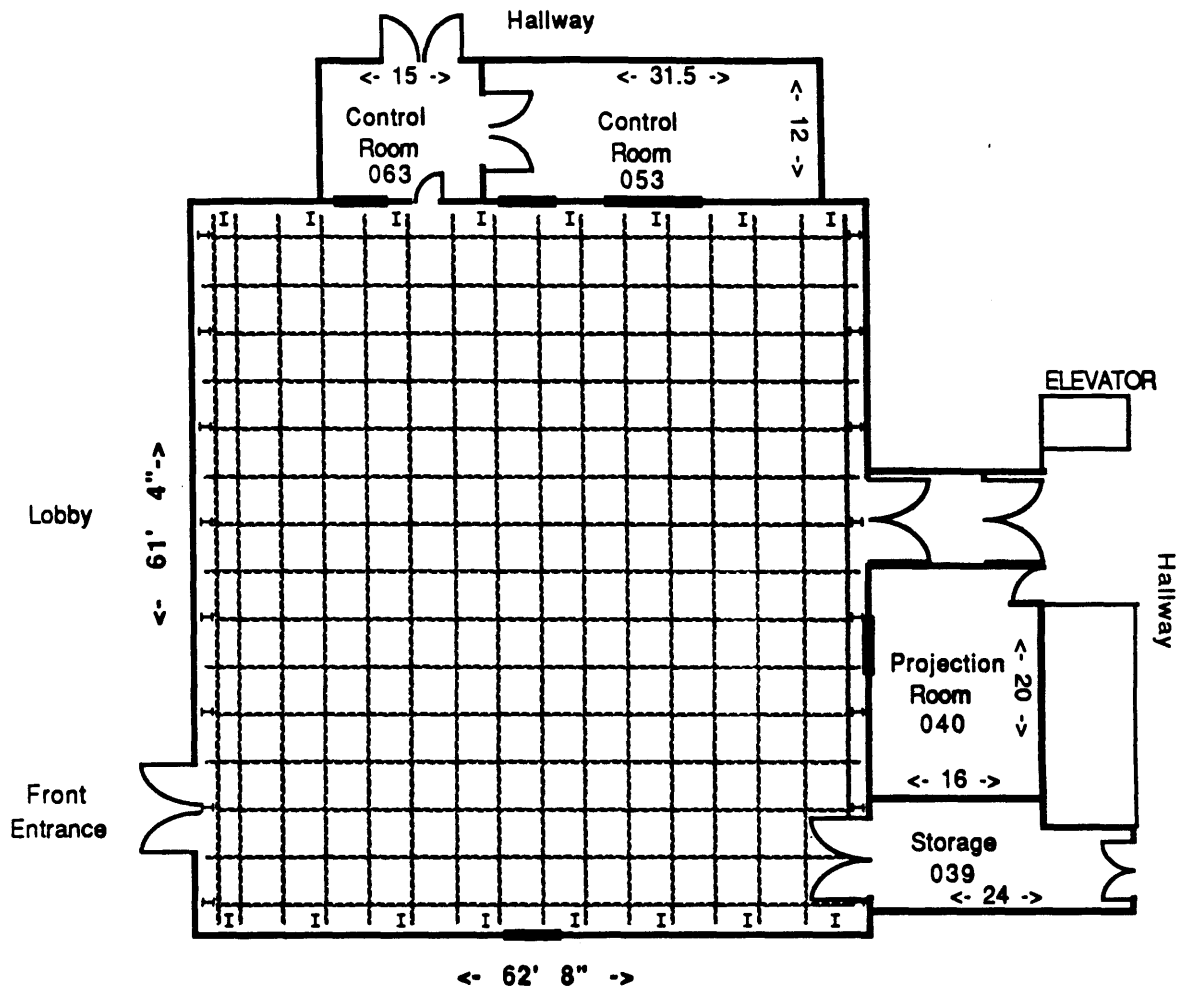 Hallway
<- 15 ->
<- 31.5 ->
<- 12 ->
Control
Room
063
Control
Room
053
I I I I I I I I
ELEVATOR
<- 61' 4"->
Lobby
Hallway
Projection
Room
040
<- 20 ->
<- 16 ->
Front
Entrance
Storage
039
<- 24 ->
I I I I I I I I
<- 62' 8" ->